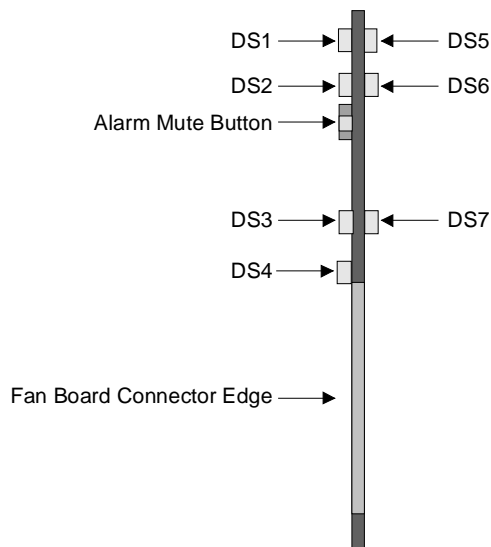 DS1
DS5
DS2
DS6
Alarm Mute Button
DS3
DS7
DS4
Fan Board Connector Edge